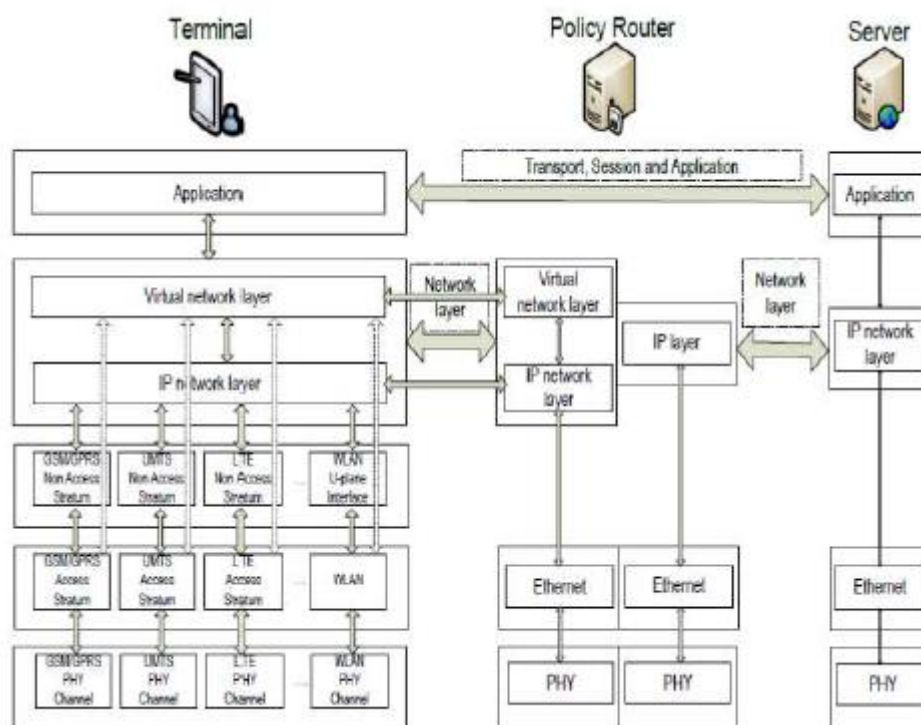 Terminal
Policy Router
Server
Transport, Session and Application
Application
Application
Virtual network layer
Network
layer
Virtual
network layer
Network
layer
IP layer
IP network
layer
IP network layer
IP network
layer
GSM/GPRS
Non Access
Stratum
UMTS
Non Access
Stratum
LTE
Non Access
Stratum
...
WLAN
U-plane
Interface
GSM/GPRS
Access
Stratum
UMTS
Access
Stratum
LTE
Access
Stratum
...
WLAN
Ethernet
Ethernet
Ethernet
GSM/GPRS
PHY
Channel
UMTS
PHY
Channel
LTE
PHY
Channel
...
WLAN
PHY
Channel
PHY
PHY
PHY